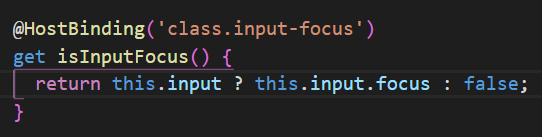 @HostBinding('class.input-focus')
get isInputFocus() {
  return this.input ? this.input.focus : false;
}